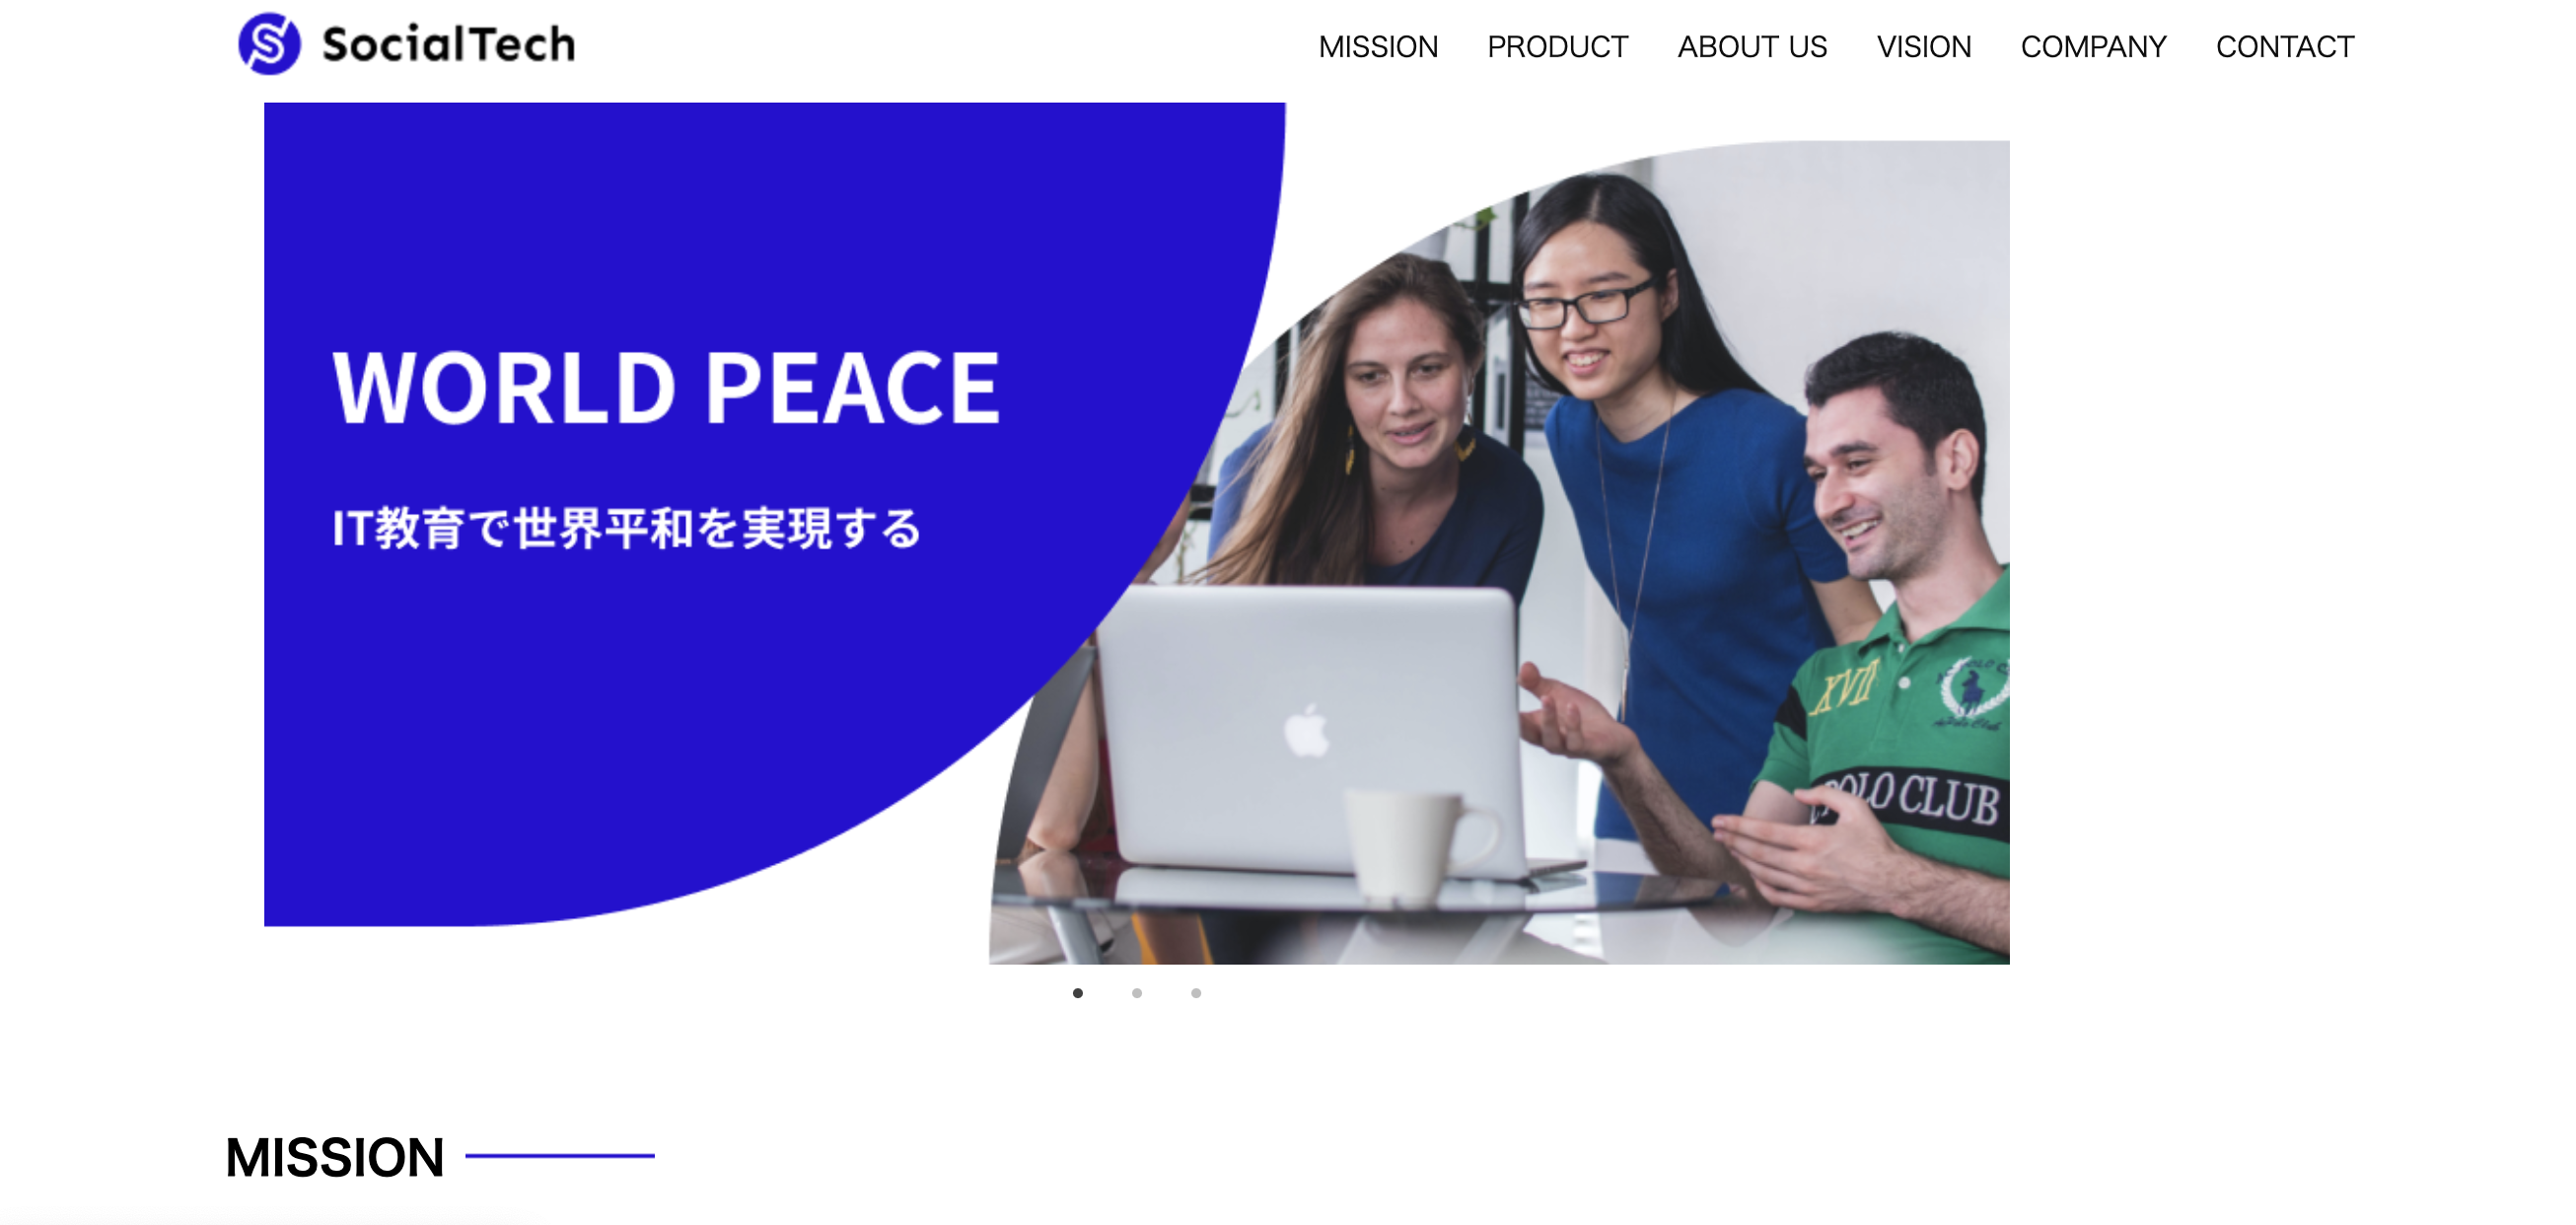 SocialTech
MISSION PRODUCT ABOUT US VISION COMPANY CONTACT
WORLD PEACE
IT教育で世界平和を実現する
XVII
POLO CLUB
MISSION